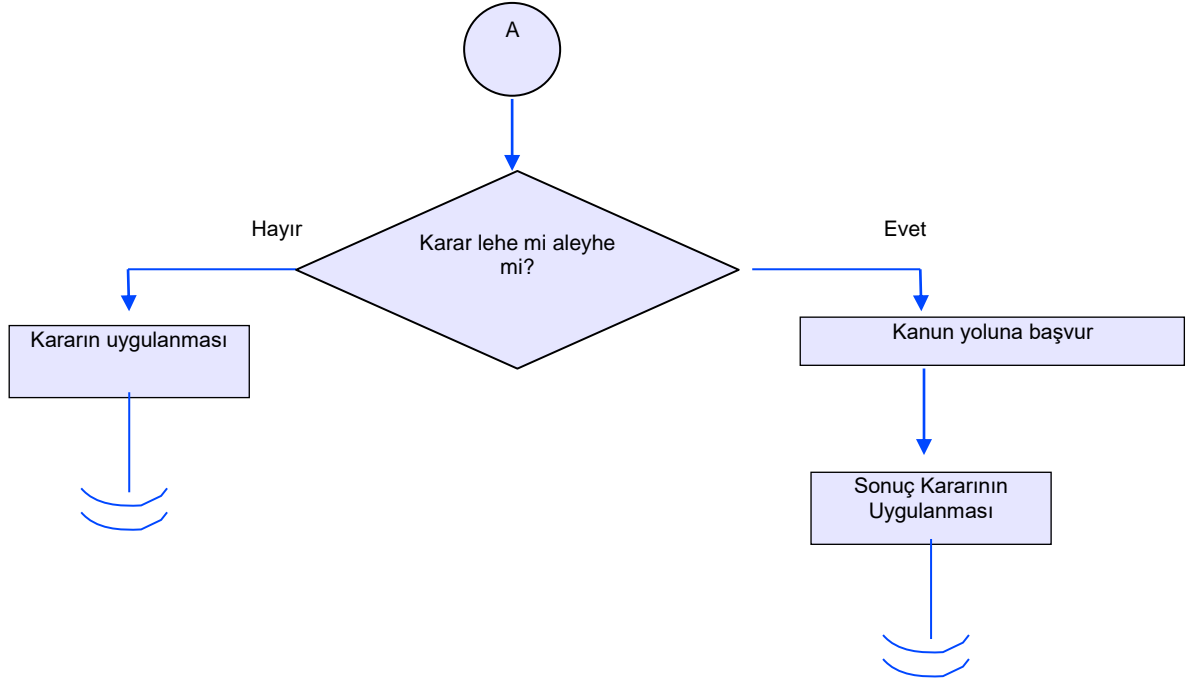 A
Hayır
Karar lehe mi aleyhe
mi?
Evet
Kararın uygulanması
Kanun yoluna başvur
Sonuç Kararının
Uygulanması